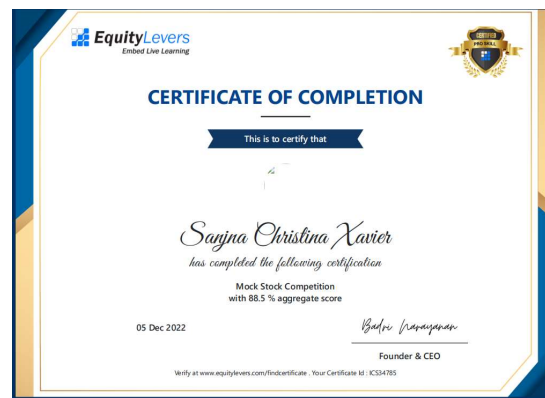 EquityLevers
Embed Live Learning
CERTIFIED
PRO SKILL
CERTIFICATE OF COMPLETION
This is to certify that
Sanjna Christina Xavier
has completed the following certification
Mock Stock Competition
with 88.5 % aggregate score
05 Dec 2022
Badri Narayanan
Founder & CEO
Verify at www.equitylevers.com/findcertificate . Your Certificate Id : ICS34785